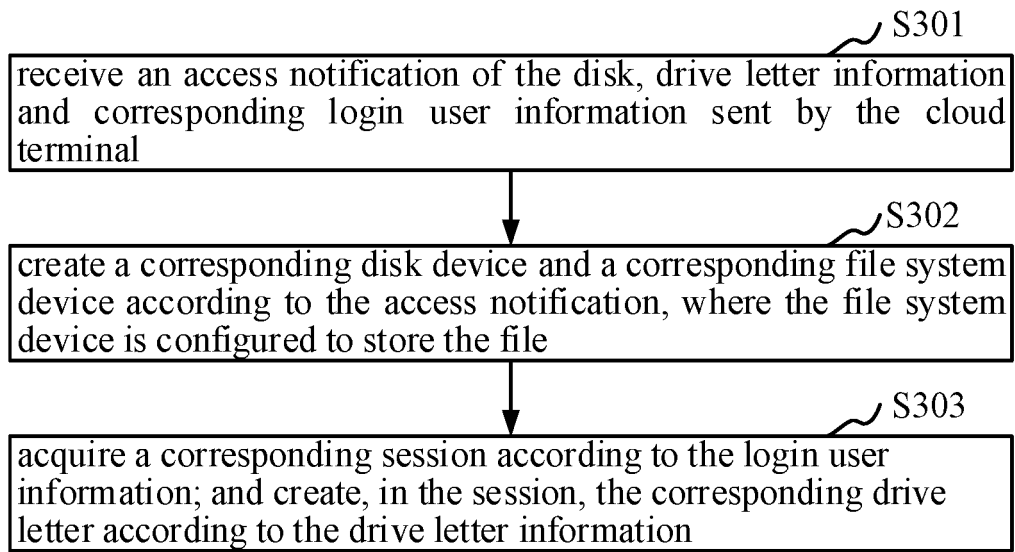 S301
receive an access notification of the disk, drive letter information
and corresponding login user information sent by the cloud
terminal
S302
create a corresponding disk device and a corresponding file system
device according to the access notification, where the file system
device is configured to store the file
S303
acquire a corresponding session according to the login user
information; and create, in the session, the corresponding drive
letter according to the drive letter information